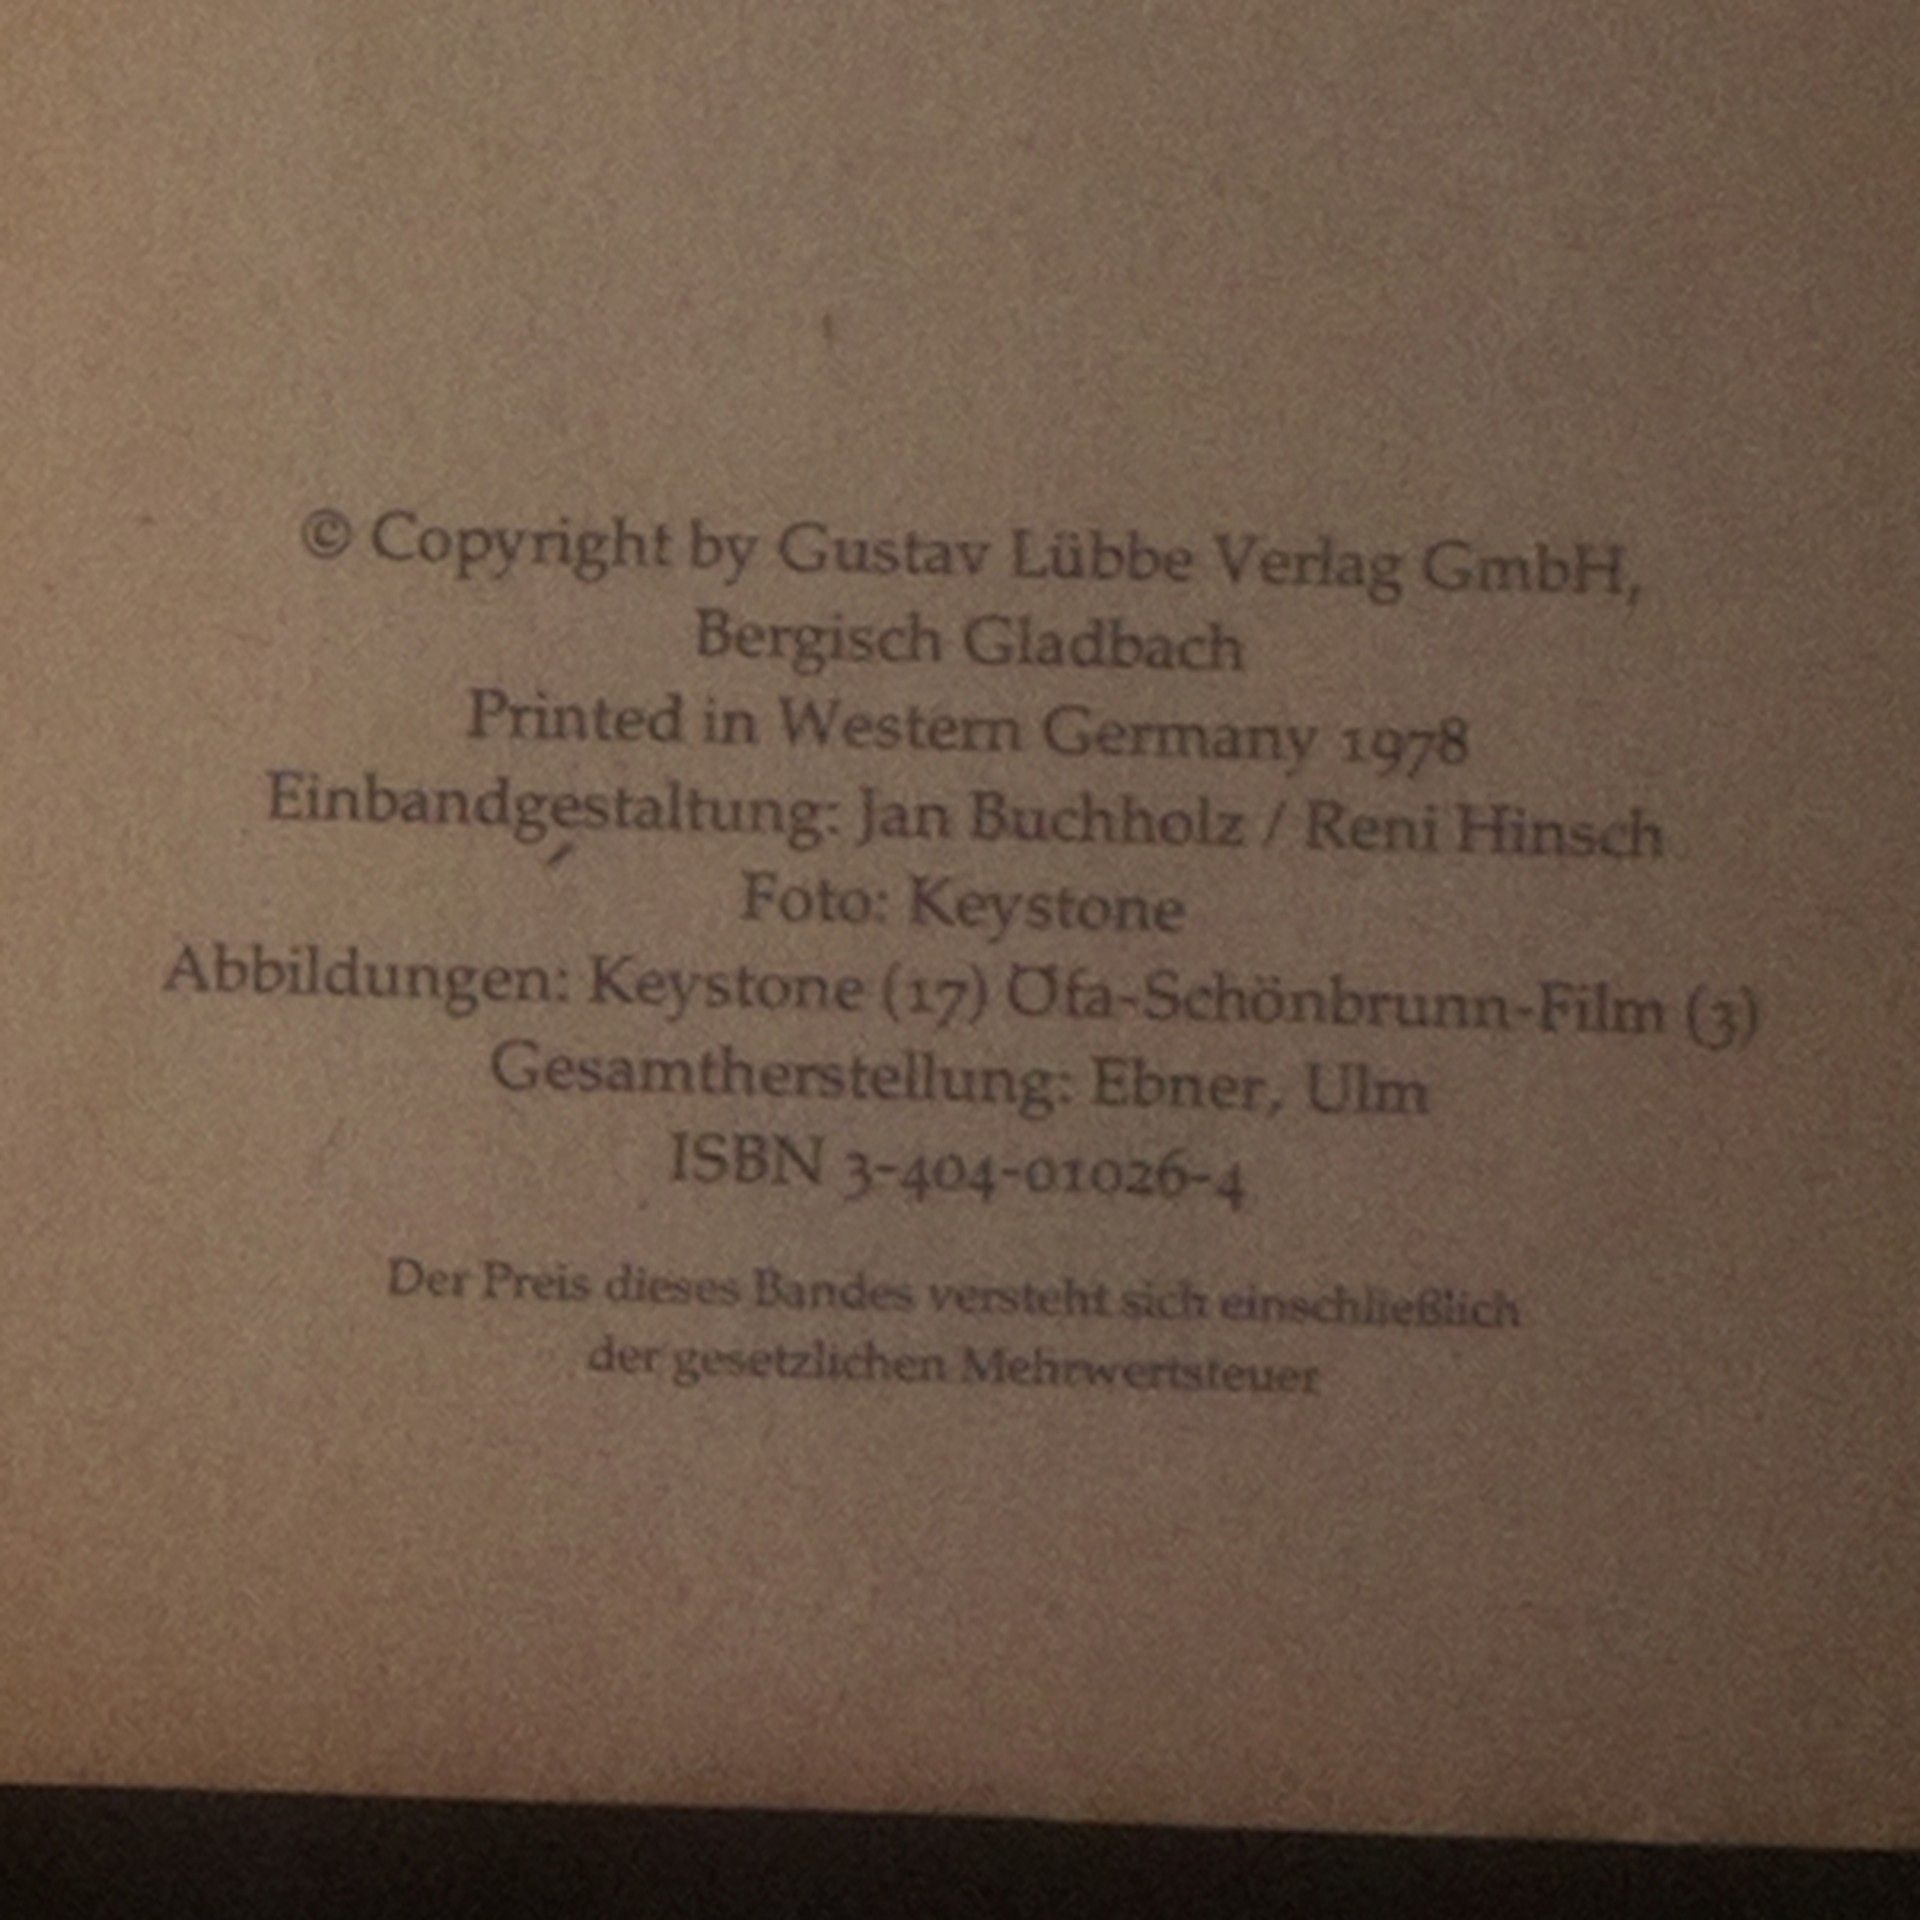 © Copyright by Gustav Lübbe Verlag GmbH,
Bergisch Gladbach
Printed in Western Germany 1978
Einbandgestaltung: Jan Buchholz / Reni Hinsch
Foto: Keystone
Abbildungen: Keystone (17) Öfa-Schönbrunn-Film (3)
Gesamtherstellung: Ebner, Ulm
ISBN 3-404-01026-4
Der Preis dieses Bandes versteht sich einschließlich
der gesetzlichen Mehrwertsteuer